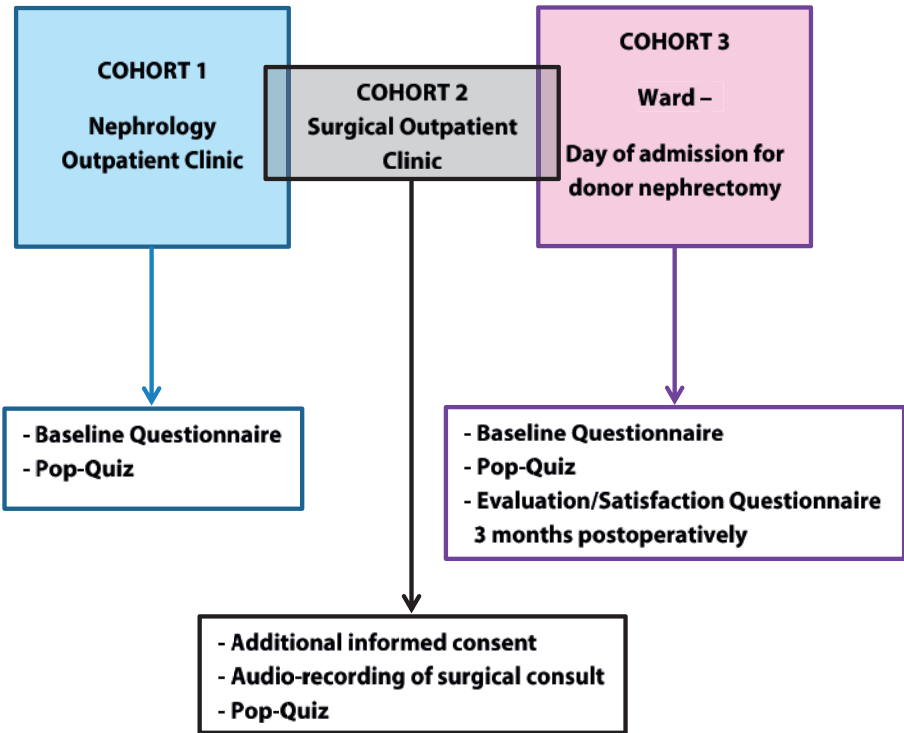 COHORT 1
Nephrology
Outpatient Clinic
COHORT 2
Surgical Outpatient
Clinic
COHORT 3
Ward –
Day of admission for
donor nephrectomy
- Baseline Questionnaire
- Pop-Quiz
- Baseline Questionnaire
- Pop-Quiz
- Evaluation/Satisfaction Questionnaire
3 months postoperatively
- Additional informed consent
- Audio-recording of surgical consult
- Pop-Quiz